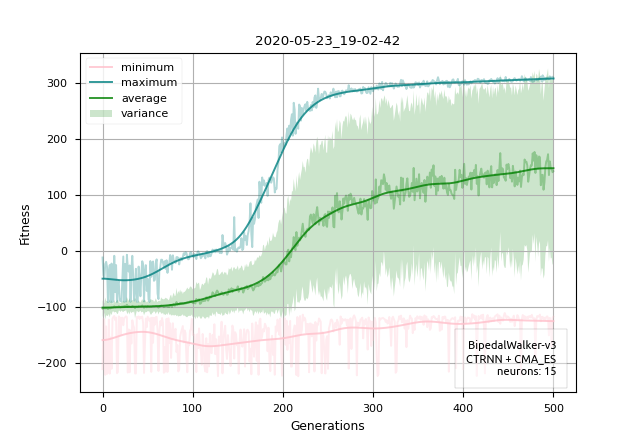 2020-05-23_19-02-42
minimum
maximum
average
variance
300
200
100
0
−100
−200
Fitness
BipedalWalker-v3
CTRNN + CMA_ES
neurons: 15
0 100 200 300 400 500
Generations